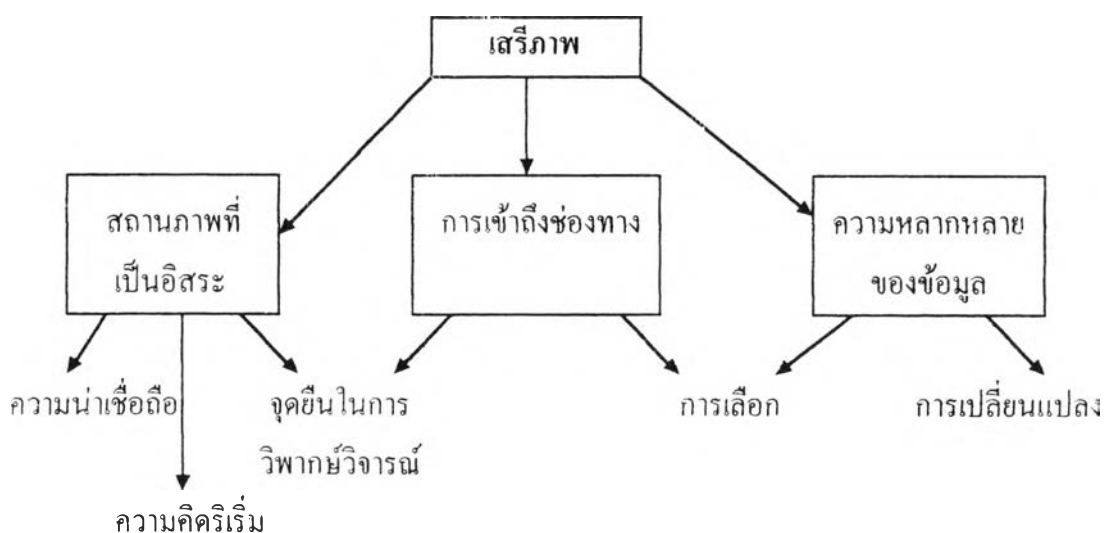 เสรีภาพ
สถานภาพที่
เป็นอิสระ
การเข้าถึงช่องทาง
ความหลากหลาย
ของข้อมูล
ความน่าเชื่อถือ
จุดยืนในการ
วิพากษ์วิจารณ์
การเลือก
การเปลี่ยนแปลง
ความคิดริเริ่ม